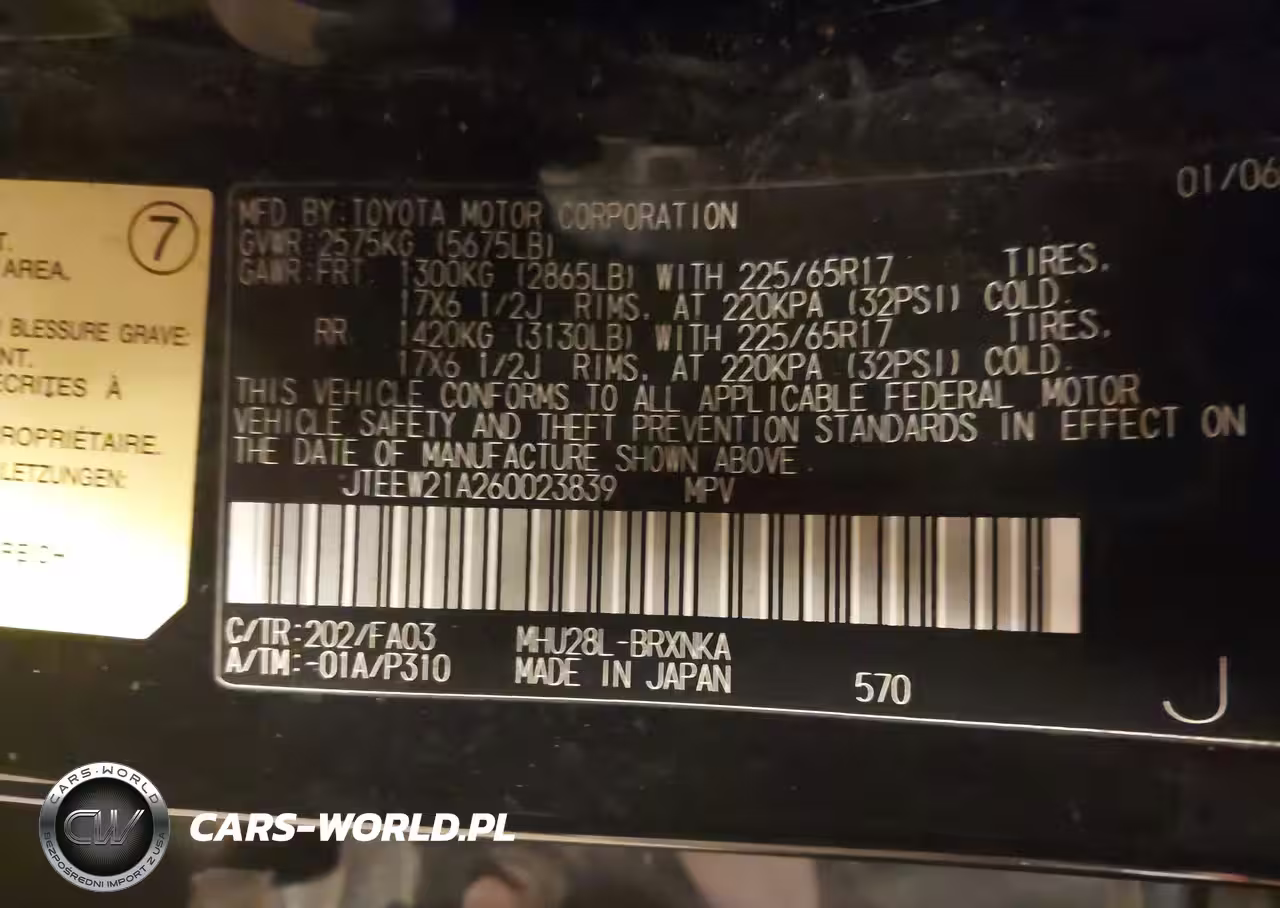 7
T.
AREA.
BLESSURE GRAVE:
NT.
ÉCRITES À
ROPRIÉTAIRE.
LETZUNGEN:
01/06
MFD BY:TOYOTA MOTOR CORPORATION
GVWR:2575KG (5675LB)
GAWR:FRT. 1300KG (2865LB) WITH 225/65R17 TIRES.
17X6 1/2J RIMS. AT 220KPA (32PSI) COLD.
RR. 1420KG (3130LB) WITH 225/65R17 TIRES.
17X6 1/2J RIMS. AT 220KPA (32PSI) COLD.
THIS VEHICLE CONFORMS TO ALL APPLICABLE FEDERAL MOTOR
VEHICLE SAFETY AND THEFT PREVENTION STANDARDS IN EFFECT ON
THE DATE OF MANUFACTURE SHOWN ABOVE.
JTEEW21A260023839 MPV
C/TR:202/FA03 MHU28L-BRXNKA
A/TM:-01A/P310 MADE IN JAPAN 570
J
CARS-WORLD
CW
BEZPOŚREDNI IMPORT Z USA
CARS-WORLD.PL